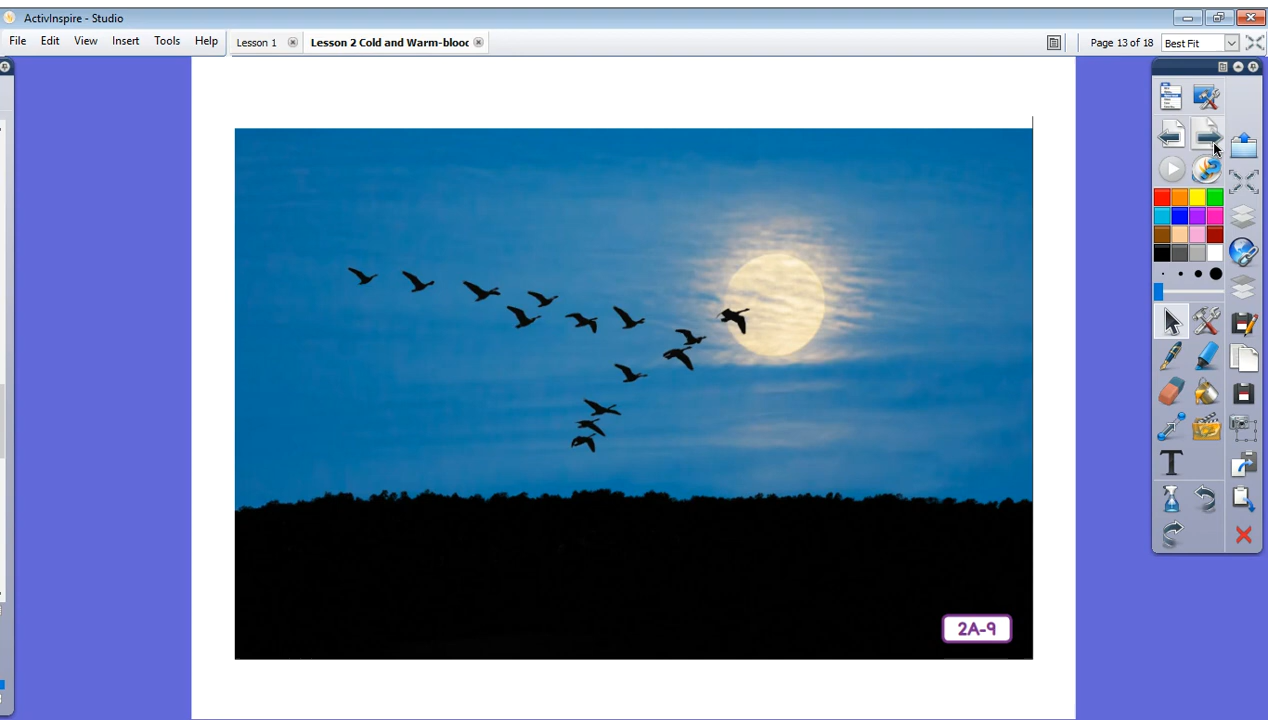 ActivInspire - Studio
File Edit View Insert Tools Help
Lesson 1
Lesson 2 Cold and Warm-blooc
Page 13 of 18
Best Fit
T
2A-9